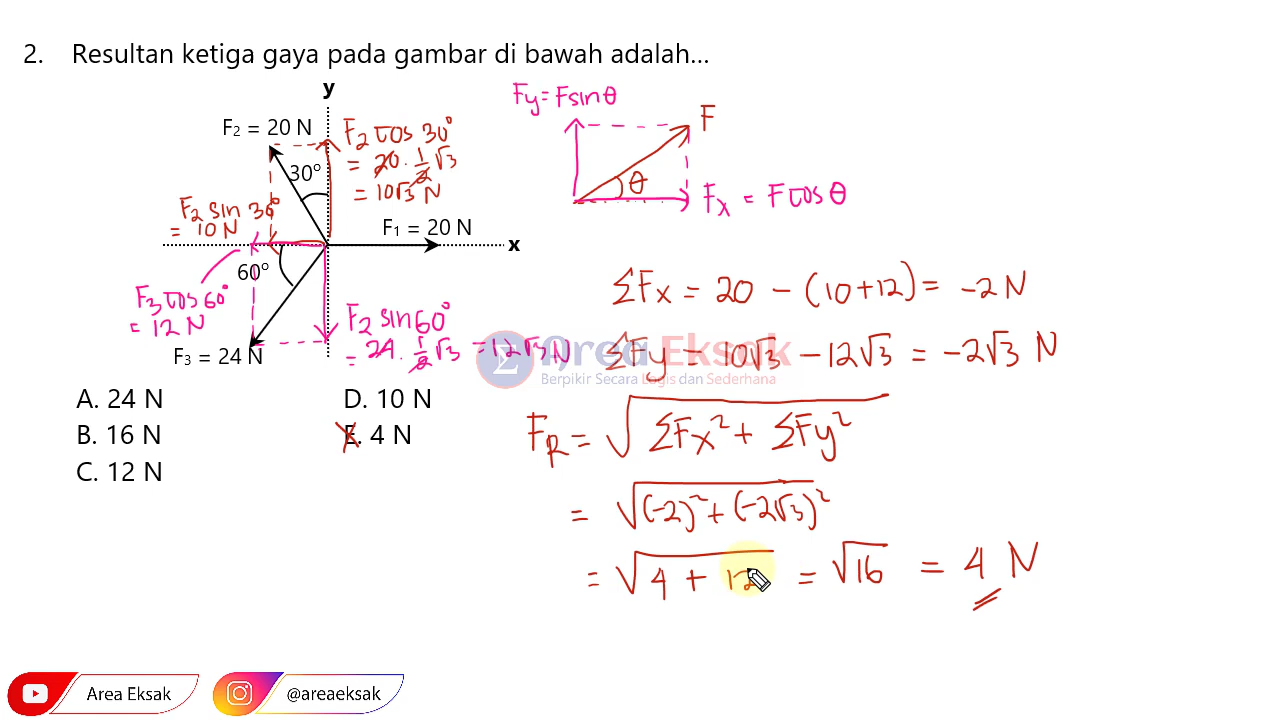 2. Resultan ketiga gaya pada gambar di bawah adalah...
y
F₂ = 20 N
30°
F₁ = 20 N
x
60°
F₃ = 24 N
F₂ cos 30°
= 20 · ½√3
= 10√3 N
F₂ sin 30°
= 10 N
F₃ cos 60°
= 12 N
F₂ sin 60°
= 24 · ½√3 = 12√3 N
A. 24 N
B. 16 N
C. 12 N
D. 10 N
E. 4 N
Fy = F sin θ
F
θ
Fx = F cos θ
ΣFx = 20 - (10+12) = -2 N
ΣFy = 10√3 - 12√3 = -2√3 N
FR = √ΣFx² + ΣFy²
= √(-2)² + (-2√3)²
= √4 + 12 = √16 = 4 N
Σ Area Eksak
Berpikir Secara Logis dan Sederhana
Area Eksak
@areaeksak